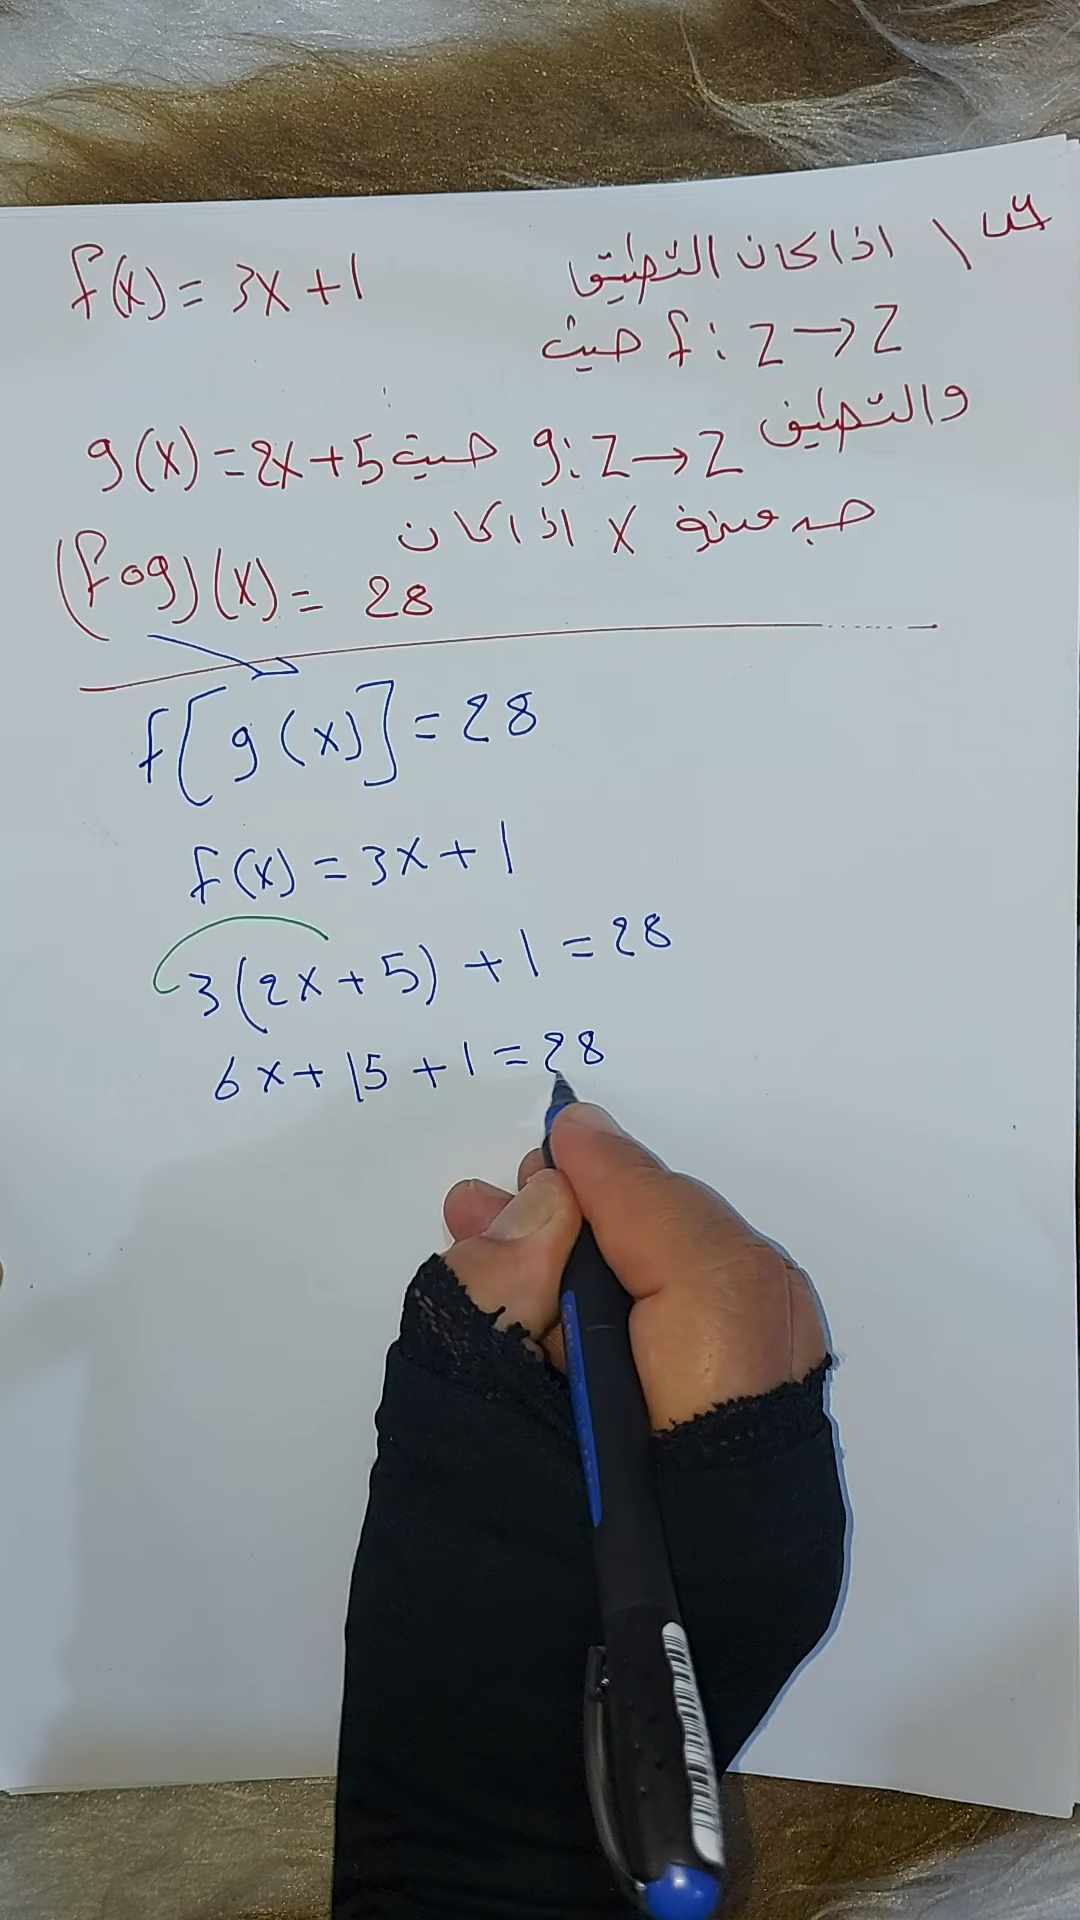 س \ اذا كان التطبيق
f(x) = 3x + 1
f : Z → Z حيث
والتطبيق
g : Z → Z حيث g(x) = 2x + 5
جد قيمة x اذا كان
(fog)(x) = 28
f[g(x)] = 28
f(x) = 3x + 1
3(2x + 5) + 1 = 28
6x + 15 + 1 = 28